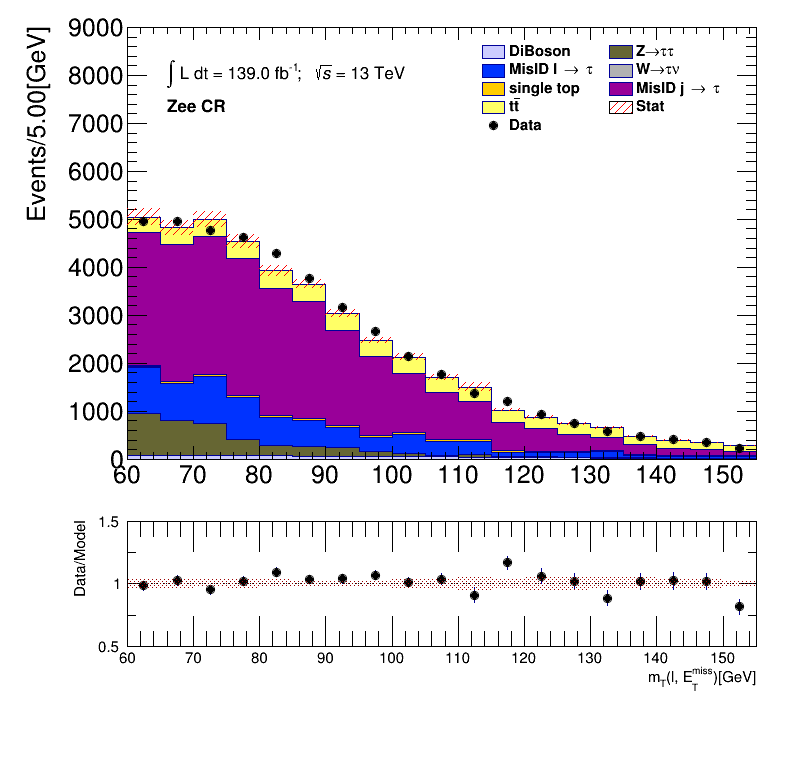 9000
8000
7000
6000
5000
4000
3000
2000
1000
0
Events/5.00[GeV]
∫ L dt = 139.0 fb⁻¹; √s = 13 TeV
Zee CR
DiBoson
MisID l → τ
single top
tt̄
Data
Z→ττ
W→τν
MisID j → τ
Stat
60 70 80 90 100 110 120 130 140 150
Data/Model
1.5
1
0.5
60 70 80 90 100 110 120 130 140 150
m_T(l, E_T^miss)[GeV]